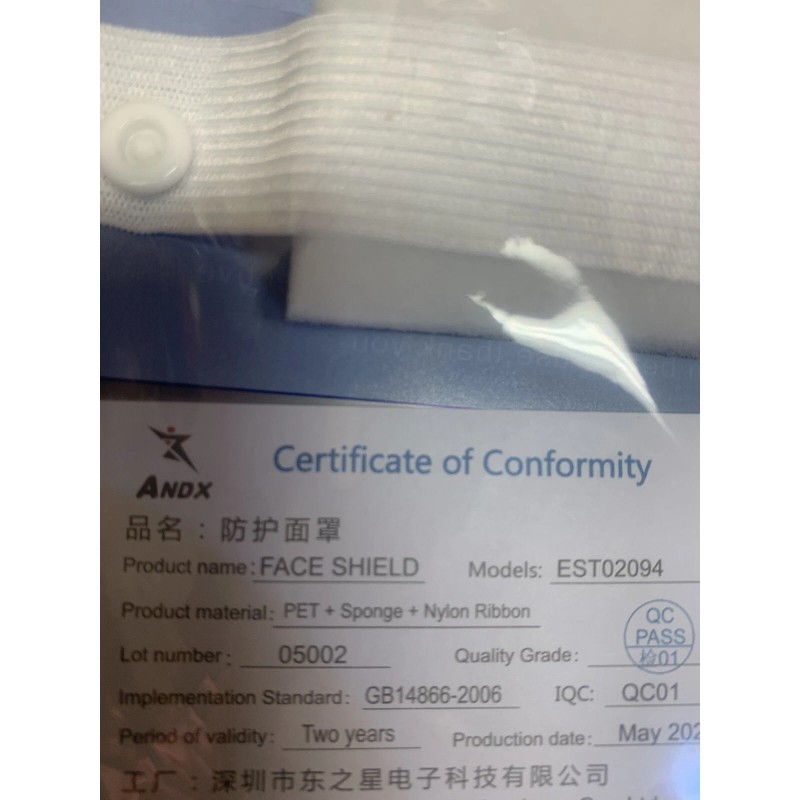 ANDX
Certificate of Conformity
品名：防护面罩
Product name: FACE SHIELD Models: EST02094
Product material: PET + Sponge + Nylon Ribbon
Lot number: 05002 Quality Grade:
QC
PASS
检01
Implementation Standard: GB14866-2006 IQC: QC01
Period of validity: Two years Production date: May 202
工厂：深圳市东之星电子科技有限公司